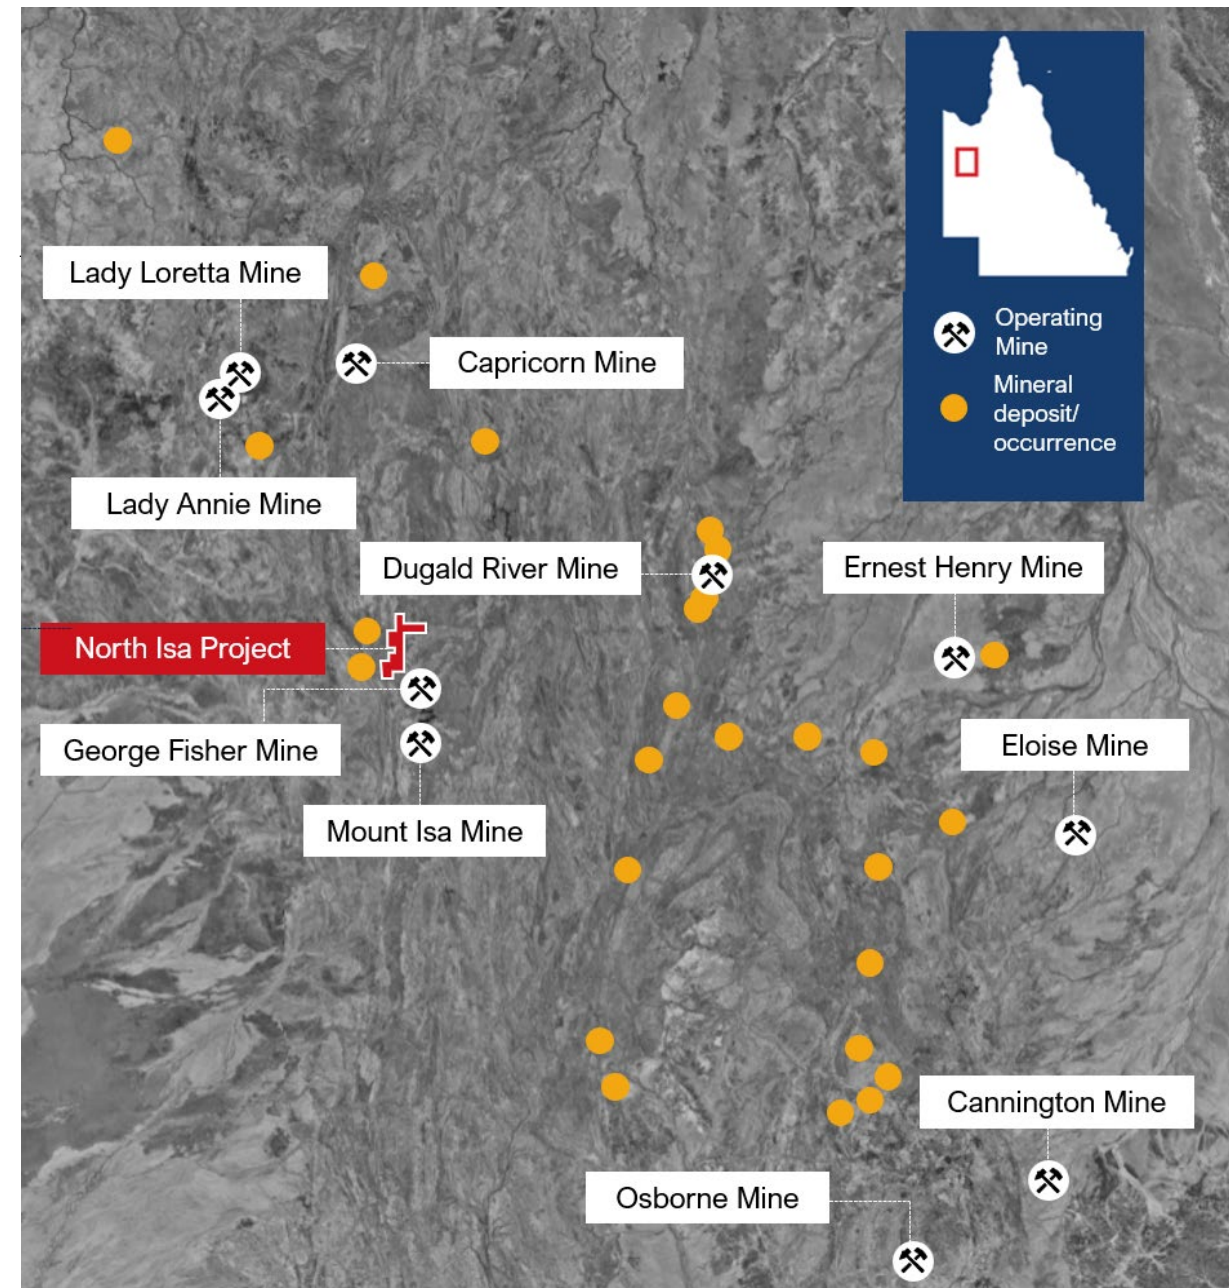 Operating
Mine
Mineral
deposit/
occurrence
Lady Loretta Mine
Capricorn Mine
Lady Annie Mine
Dugald River Mine
Ernest Henry Mine
North Isa Project
George Fisher Mine
Eloise Mine
Mount Isa Mine
Cannington Mine
Osborne Mine